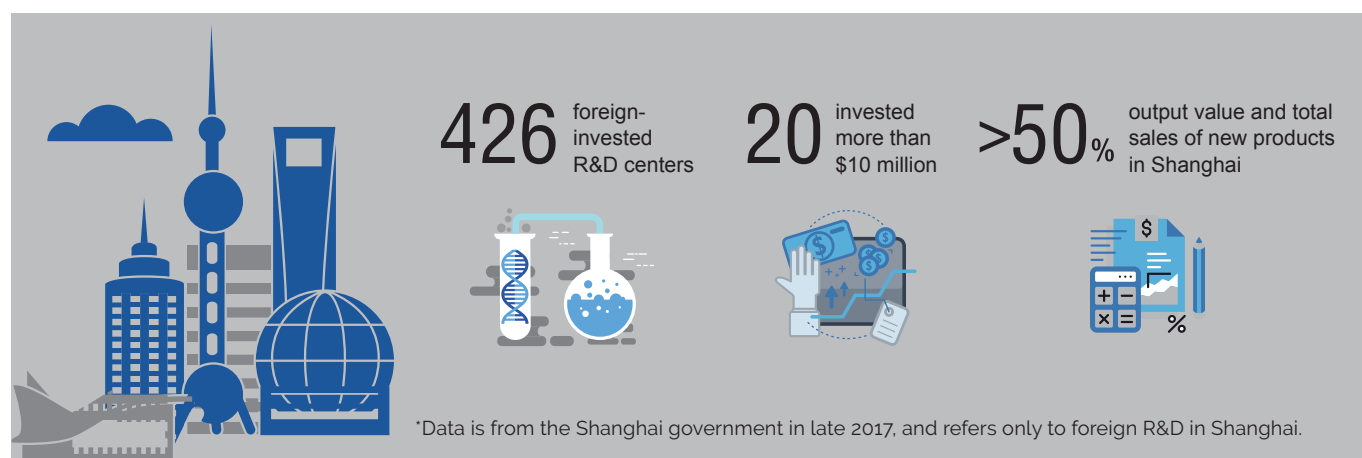 426
foreign-
invested
R&D centers
20
invested
more than
$10 million
>50%
output value and total
sales of new products
in Shanghai
$
$
$
$
$
+ −
× =
%
*Data is from the Shanghai government in late 2017, and refers only to foreign R&D in Shanghai.